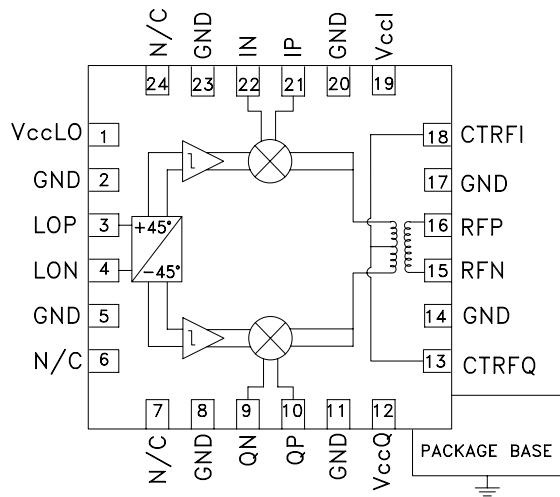 N/C
GND
IN
IP
GND
VccI
24
23
22
21
20
19
VccLO 1
GND 2
LOP 3
LON 4
GND 5
N/C 6
+45°
-45°
18 CTRFI
17 GND
16 RFP
15 RFN
14 GND
13 CTRFQ
7
8
9
10
11
12
N/C
GND
QN
QP
GND
VccQ
PACKAGE BASE